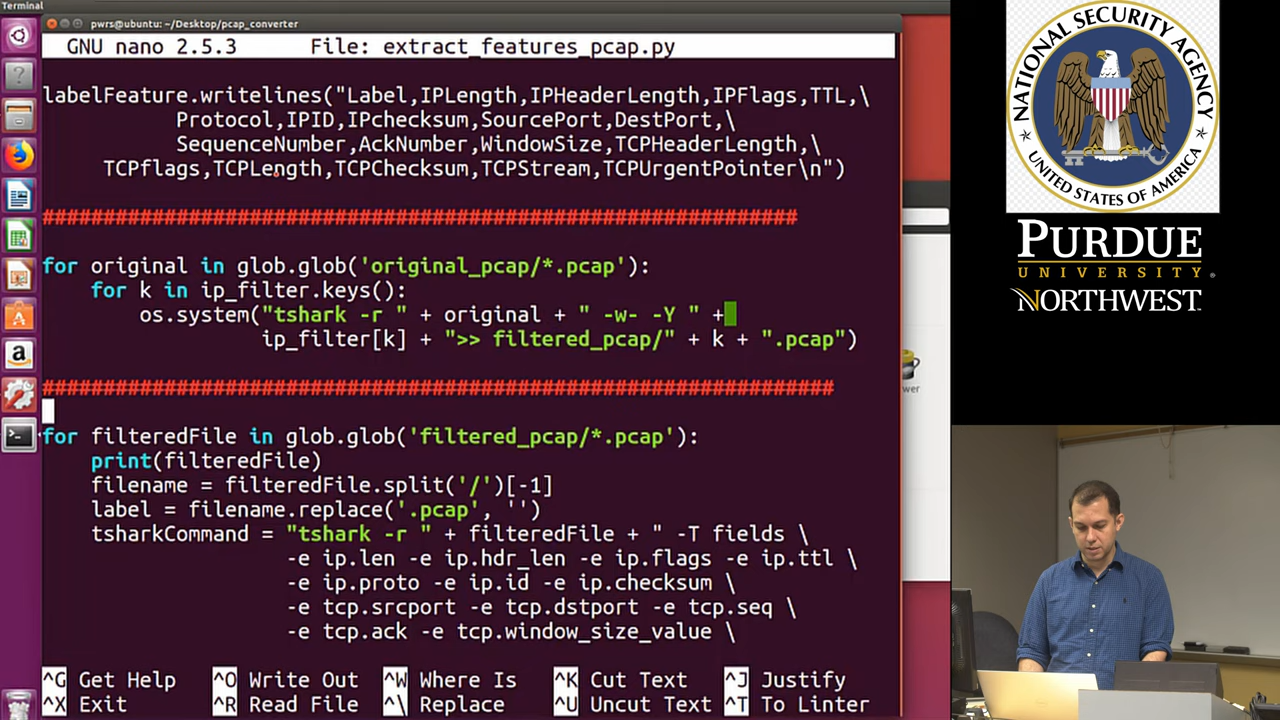 Terminal
pwrs@ubuntu: ~/Desktop/pcap_converter
GNU nano 2.5.3 File: extract_features_pcap.py
labelFeature.writelines("Label,IPLength,IPHeaderLength,IPFlags,TTL,\
Protocol,IPID,IPchecksum,SourcePort,DestPort,\
SequenceNumber,AckNumber,WindowSize,TCPHeaderLength,\
TCPflags,TCPLength,TCPChecksum,TCPStream,TCPUrgentPointer\n")
##############################################################
for original in glob.glob('original_pcap/*.pcap'):
for k in ip_filter.keys():
os.system("tshark -r " + original + " -w- -Y " +
ip_filter[k] + ">> filtered_pcap/" + k + ".pcap")
#################################################################
for filteredFile in glob.glob('filtered_pcap/*.pcap'):
print(filteredFile)
filename = filteredFile.split('/')[-1]
label = filename.replace('.pcap', '')
tsharkCommand = "tshark -r " + filteredFile + " -T fields \
-e ip.len -e ip.hdr_len -e ip.flags -e ip.ttl \
-e ip.proto -e ip.id -e ip.checksum \
-e tcp.srcport -e tcp.dstport -e tcp.seq \
-e tcp.ack -e tcp.window_size_value \
^G Get Help ^O Write Out ^W Where Is ^K Cut Text ^J Justify
^X Exit ^R Read File ^\ Replace ^U Uncut Text ^T To Linter
NATIONAL SECURITY AGENCY
UNITED STATES OF AMERICA
PURDUE
UNIVERSITY
NORTHWEST